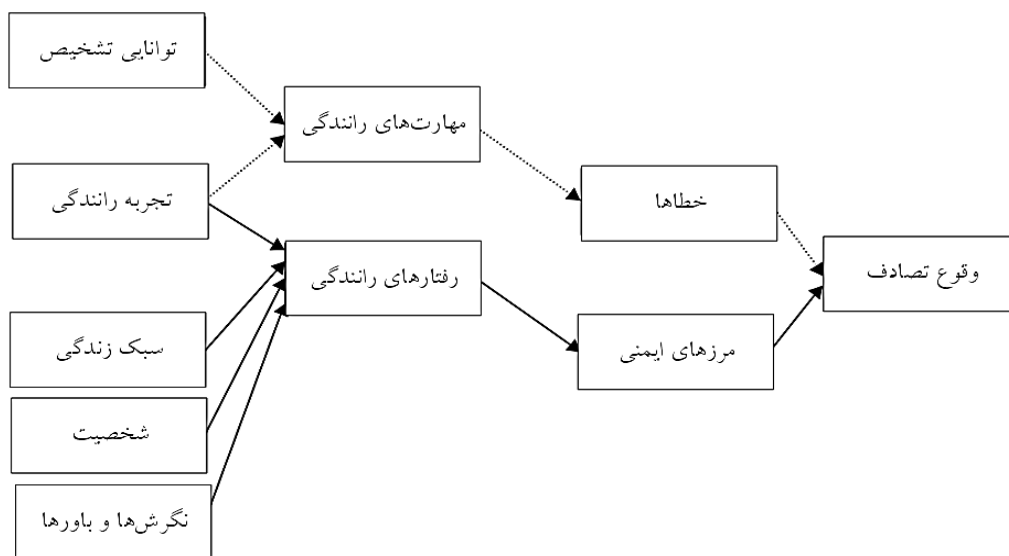 توانایی تشخیص
مهارت‌های رانندگی
تجربه رانندگی
خطاها
رفتارهای رانندگی
وقوع تصادف
سبک زندگی
مرزهای ایمنی
شخصیت
نگرش‌ها و باورها